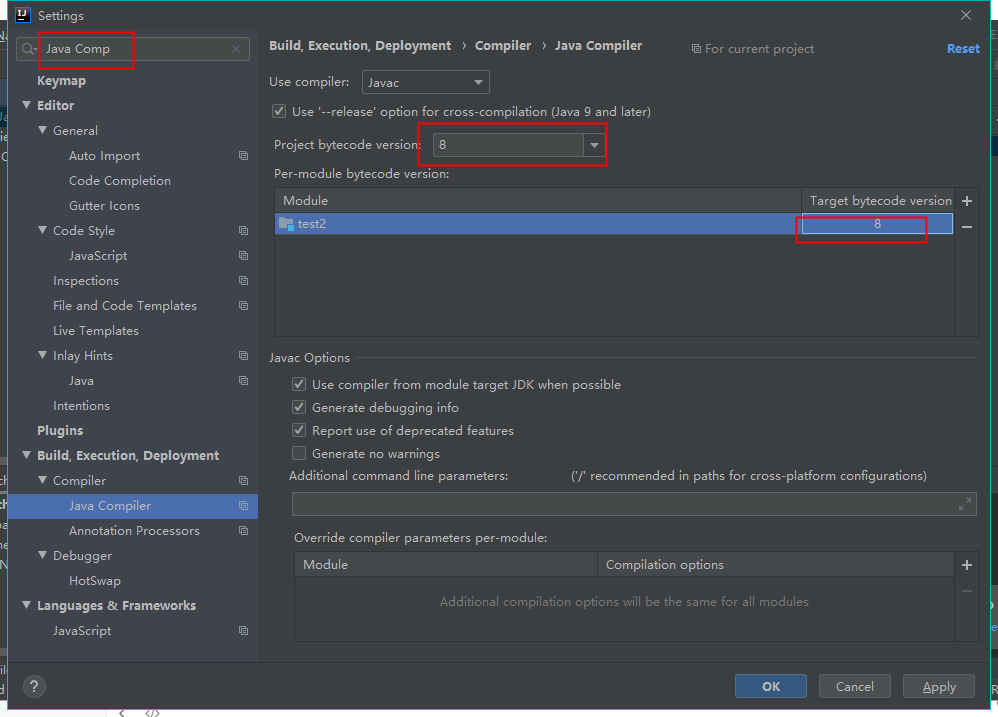 Settings
Java Comp
Keymap
Editor
General
Auto Import
Code Completion
Gutter Icons
Code Style
JavaScript
Inspections
File and Code Templates
Live Templates
Inlay Hints
Java
Intentions
Plugins
Build, Execution, Deployment
Compiler
Java Compiler
Annotation Processors
Debugger
HotSwap
Languages & Frameworks
JavaScript
Build, Execution, Deployment › Compiler › Java Compiler
For current project
Reset
Use compiler: Javac
Use '--release' option for cross-compilation (Java 9 and later)
Project bytecode version: 8
Per-module bytecode version:
Module Target bytecode version
test2 8
Javac Options
Use compiler from module target JDK when possible
Generate debugging info
Report use of deprecated features
Generate no warnings
Additional command line parameters: ('/' recommended in paths for cross-platform configurations)
Override compiler parameters per-module:
Module Compilation options
Additional compilation options will be the same for all modules
?
OK Cancel Apply